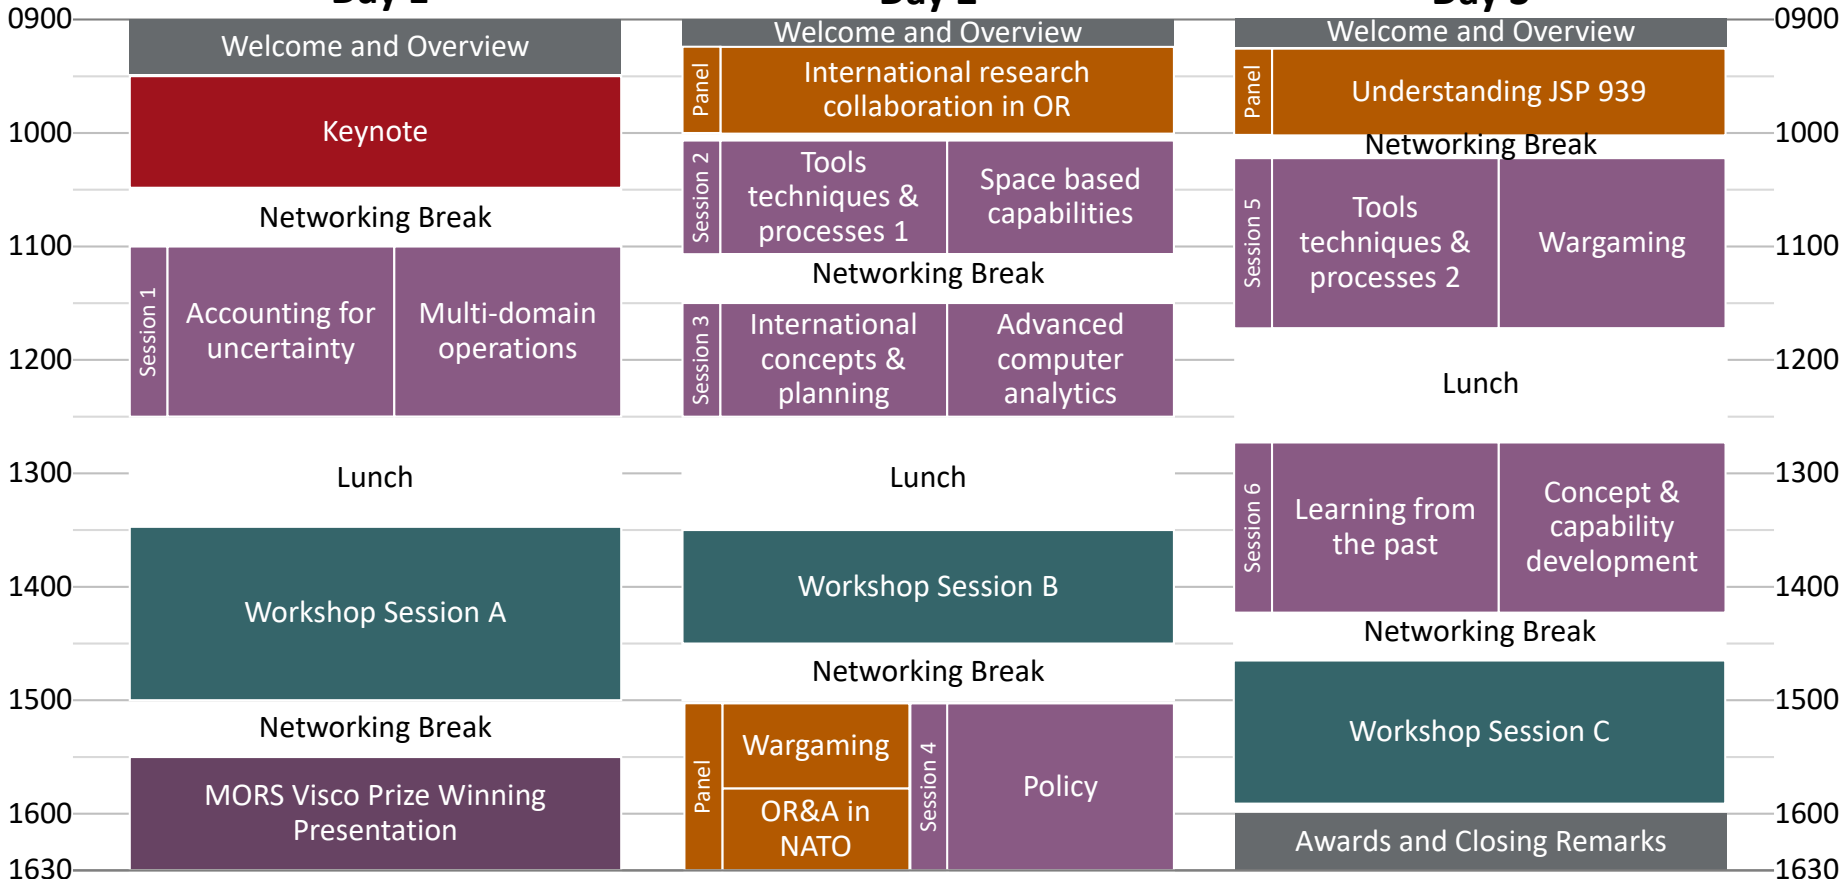 Day 1
0900
Welcome and Overview
Keynote
1000
Networking Break
1100
Session 1
Accounting for
uncertainty
Multi-domain
operations
1200
Lunch
1300
Workshop Session A
1400
1500
Networking Break
MORS Visco Prize Winning
Presentation
1600
1630
Day 2
Welcome and Overview
Panel
International research
collaboration in OR
Session 2
Tools
techniques &
processes 1
Space based
capabilities
Networking Break
Session 3
International
concepts &
planning
Advanced
computer
analytics
Lunch
Workshop Session B
Networking Break
Panel
Wargaming
OR&A in
NATO
Session 4
Policy
Day 3
0900
Welcome and Overview
Panel
Understanding JSP 939
1000
Networking Break
Session 5
Tools
techniques &
processes 2
Wargaming
1100
1200
Lunch
1300
Session 6
Learning from
the past
Concept &
capability
development
1400
Networking Break
1500
Workshop Session C
1600
Awards and Closing Remarks
1630